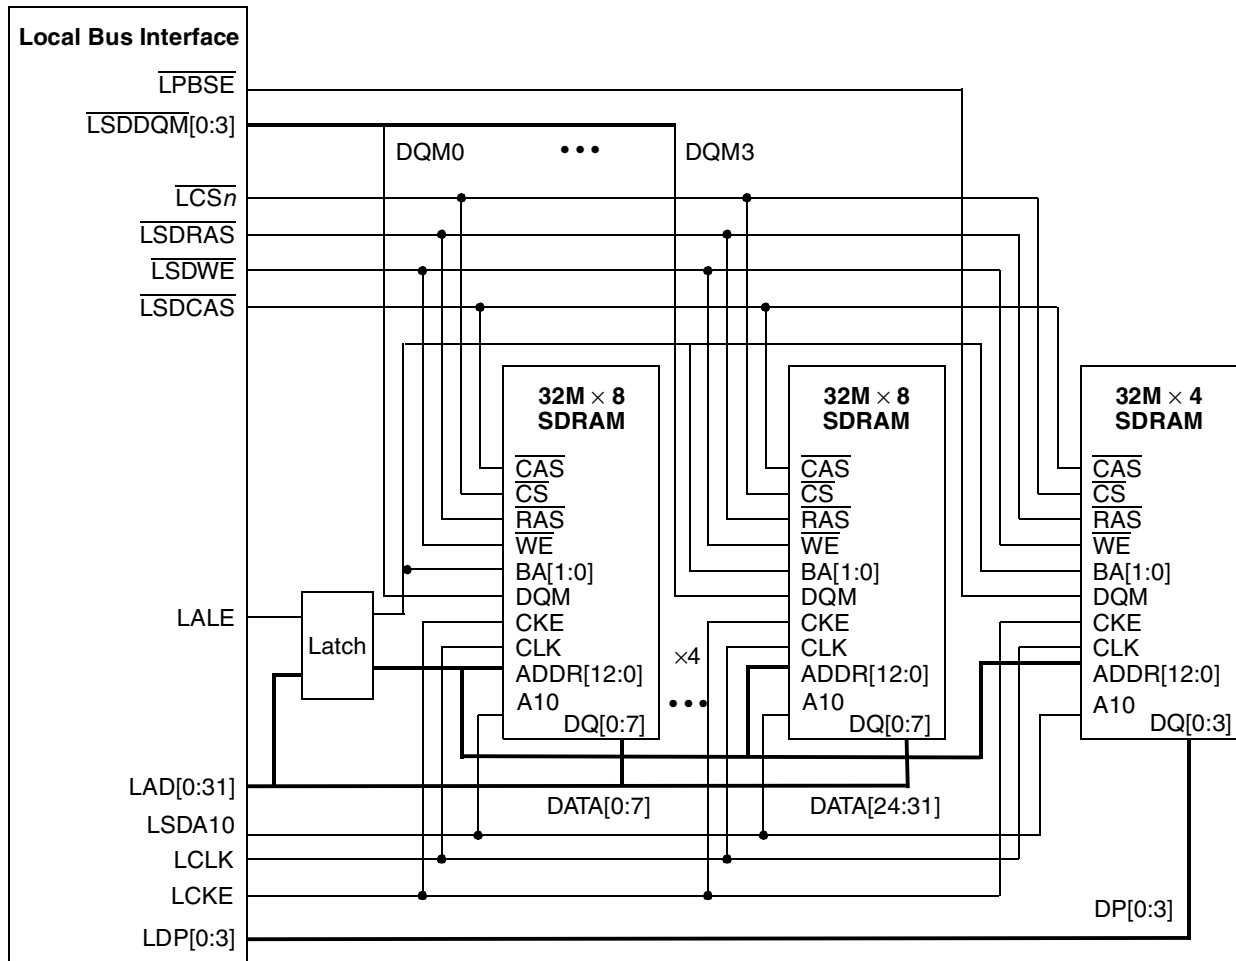 Local Bus Interface
LPBSE
LSDDQM[0:3]
DQM0
•••
DQM3
LCSn
LSDRAS
LSDWE
LSDCAS
LALE
Latch
LAD[0:31]
LSDA10
LCLK
LCKE
LDP[0:3]
32M × 8
SDRAM
CAS
CS
RAS
WE
BA[1:0]
DQM
CKE
CLK
ADDR[12:0]
A10
DQ[0:7]
×4
•••
32M × 8
SDRAM
CAS
CS
RAS
WE
BA[1:0]
DQM
CKE
CLK
ADDR[12:0]
A10
DQ[0:7]
32M × 4
SDRAM
CAS
CS
RAS
WE
BA[1:0]
DQM
CKE
CLK
ADDR[12:0]
A10
DQ[0:3]
DATA[0:7]
DATA[24:31]
DP[0:3]